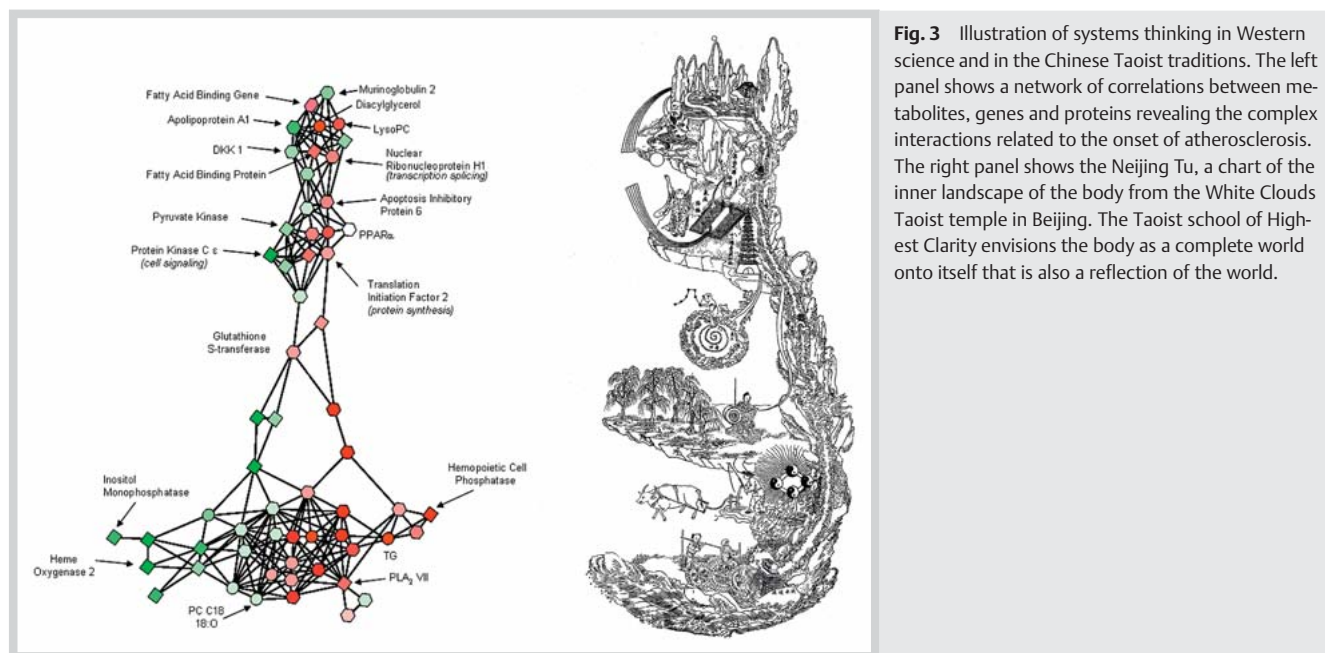 Fatty Acid Binding Gene
Murinoglobulin 2
Diacylglycerol
Apolipoprotein A1
LysoPC
DKK 1
Nuclear
Ribonucleoprotein H1
(transcription splicing)
Fatty Acid Binding Protein
Apoptosis Inhibitory
Protein 6
Pyruvate Kinase
PPARα
Protein Kinase C ε
(cell signaling)
Translation
Initiation Factor 2
(protein synthesis)
Glutathione
S-transferase
Hemopoietic Cell
Phosphatase
Inositol
Monophosphatase
TG
Heme
Oxygenase 2
PLA₂ VII
PC C18
18:O
Fig. 3 Illustration of systems thinking in Western
science and in the Chinese Taoist traditions. The left
panel shows a network of correlations between me-
tabolites, genes and proteins revealing the complex
interactions related to the onset of atherosclerosis.
The right panel shows the Neijing Tu, a chart of the
inner landscape of the body from the White Clouds
Taoist temple in Beijing. The Taoist school of High-
est Clarity envisions the body as a complete world
onto itself that is also a reflection of the world.